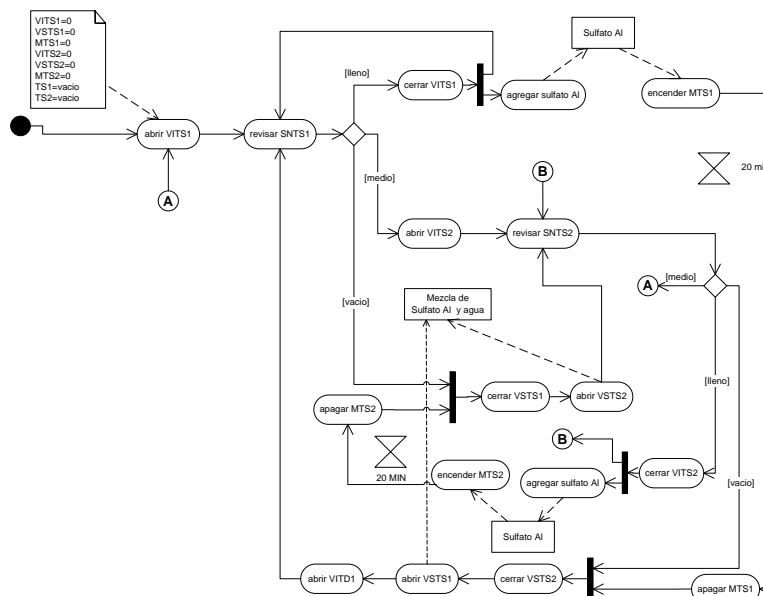 VITS1=0
VSTS1=0
MTS1=0
VITS2=0
VSTS2=0
MTS2=0
TS1=vacio
TS2=vacio
Sulfato Al
[lleno]
cerrar VITS1
agregar sulfato Al
encender MTS1
abrir VITS1
revisar SNTS1
A
[medio]
B
20 mi
abrir VITS2
revisar SNTS2
[medio]
A
[vacio]
Mezcla de
Sulfato Al y agua
[lleno]
cerrar VSTS1
abrir VSTS2
apagar MTS2
B
20 MIN
encender MTS2
agregar sulfato Al
cerrar VITS2
[vacio]
Sulfato Al
abrir VITD1
abrir VSTS1
cerrar VSTS2
apagar MTS1